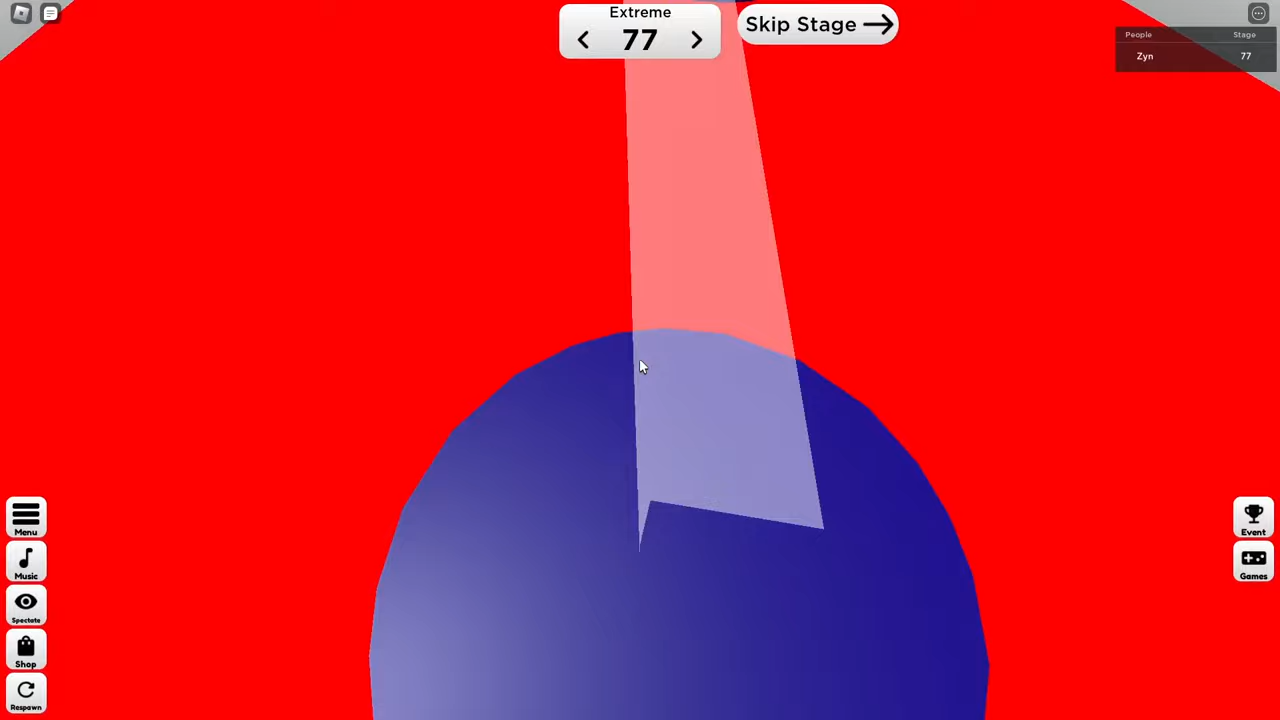 Extreme
77
Skip Stage
People Stage
Zyn 77
Menu
Music
Spectate
Shop
Respawn
Event
Games